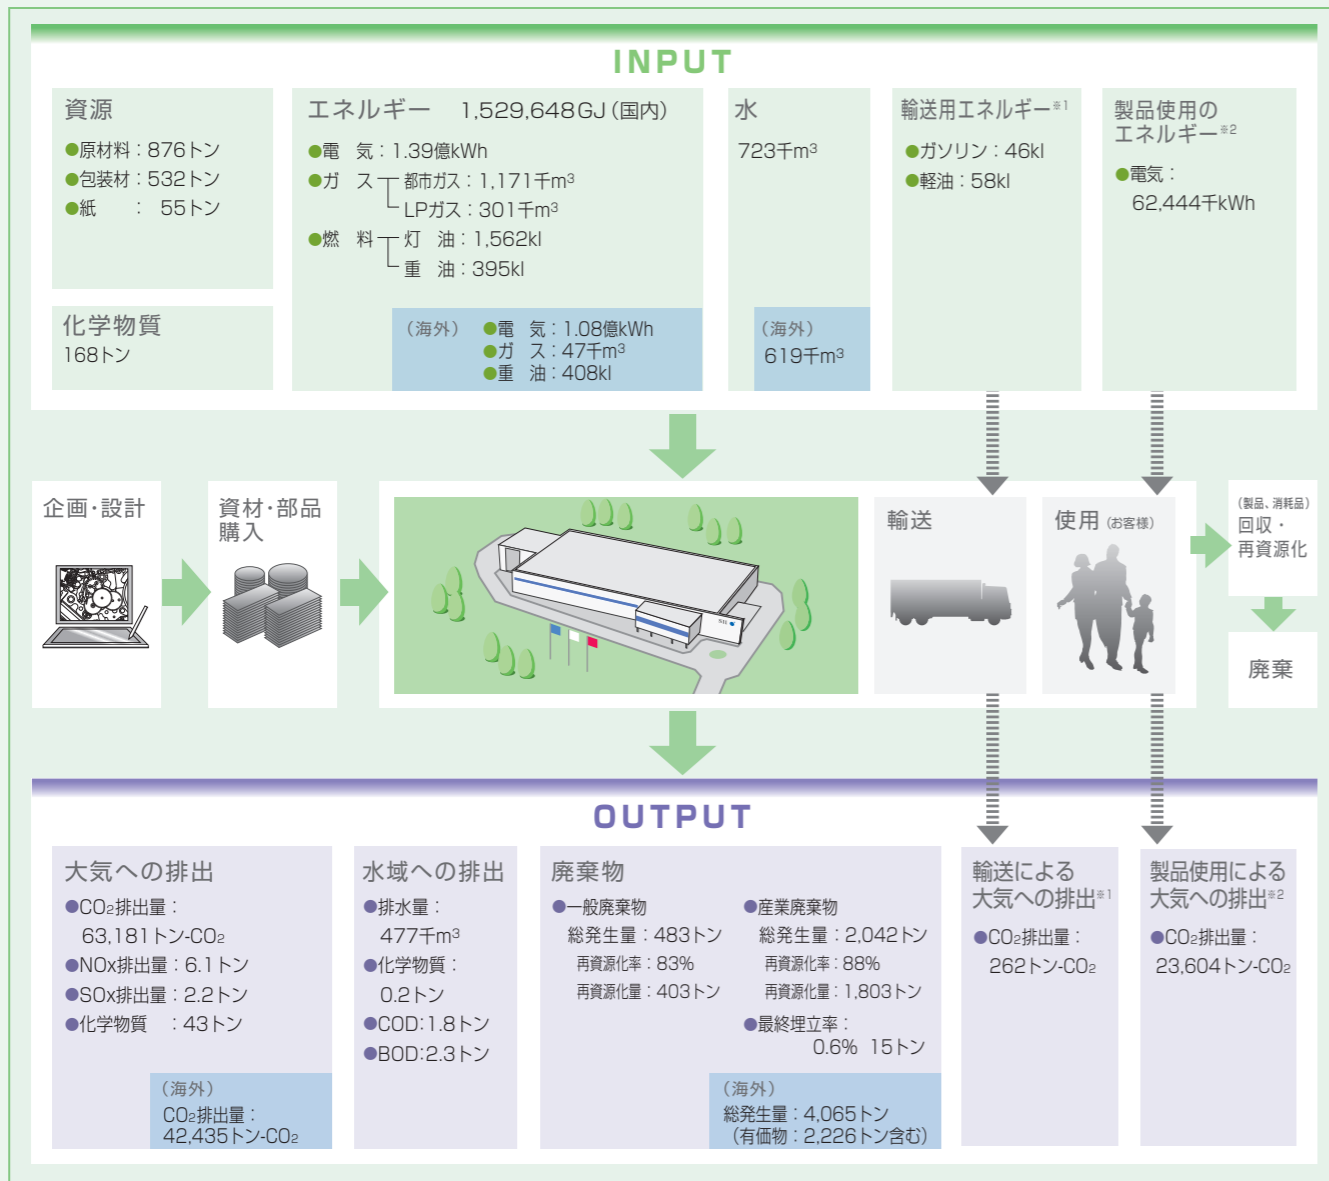 INPUT
資源
●原材料：876トン
●包装材：532トン
●紙　　：　55トン
化学物質
168トン
エネルギー　1,529,648GJ（国内）
●電　気：1.39億kWh
●ガ　ス　都市ガス：1,171千m³
LPガス：301千m³
●燃　料　灯　油：1,562kl
重　油：395kl
（海外）　●電　気：1.08億kWh
●ガ　ス：47千m³
●重　油：408kl
水
723千m³
（海外）
619千m³
輸送用エネルギー※1
●ガソリン：46kl
●軽油：58kl
製品使用の
エネルギー※2
●電気：
62,444千kWh
企画・設計
資材・部品
購入
SII
輸送
使用（お客様）
（製品、消耗品）
回収・
再資源化
廃棄
OUTPUT
大気への排出
●CO₂排出量：
63,181トン-CO₂
●NOx排出量：6.1トン
●SOx排出量：2.2トン
●化学物質　：43トン
（海外）
CO₂排出量：
42,435トン-CO₂
水域への排出
●排水量：
477千m³
●化学物質：
0.2トン
●COD：1.8トン
●BOD：2.3トン
廃棄物
●一般廃棄物
総発生量：483トン
再資源化率：83%
再資源化量：403トン
●産業廃棄物
総発生量：2,042トン
再資源化率：88%
再資源化量：1,803トン
●最終埋立率：
0.6%　15トン
（海外）
総発生量：4,065トン
（有価物：2,226トン含む）
輸送による
大気への排出※1
●CO₂排出量：
262トン-CO₂
製品使用による
大気への排出※2
●CO₂排出量：
23,604トン-CO₂